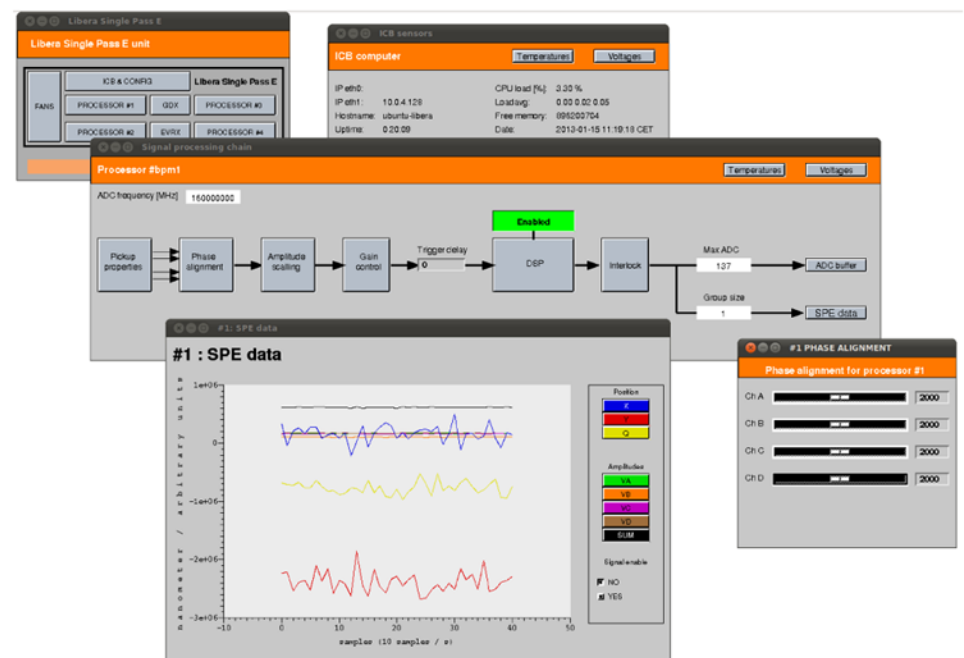 Libera Single Pass E
Libera Single Pass E unit
FANS
ICB & CONFIG
Libera Single Pass E
PROCESSOR #1
GDX
PROCESSOR #3
PROCESSOR #2
EVRX
PROCESSOR #4
ICB sensors
ICB computer
Temperatures
Voltages
IP eth0:
CPU load [%]: 3.30 %
IP eth1: 10.0.4.128
Load avg: 0.00 0.02 0.05
Hostname: ubuntu-libera
Free memory: 896200704
Uptime: 0:20:09
Date: 2013-01-15 11:19:18 CET
Signal processing chain
Processor #bpm1
Temperatures
Voltages
ADC frequency [MHz] 160000000
Enabled
Pickup properties
Phase alignment
Amplitude scaling
Gain control
Trigger delay
0
DSP
Interlock
Max ADC
137
ADC buffer
Group size
1
SPE data
#1: SPE data
#1 : SPE data
nanometer / arbitrary units
1e+06
0
-1e+06
-2e+06
-3e+06
-10
0
10
20
30
40
50
samples (10 samples / s)
Position
X
Y
Q
Amplitudes
VA
VB
VC
VD
SUM
Signal enable
NO
YES
#1 PHASE ALIGNMENT
Phase alignment for processor #1
Ch A 2000
Ch B 2000
Ch C 2000
Ch D 2000